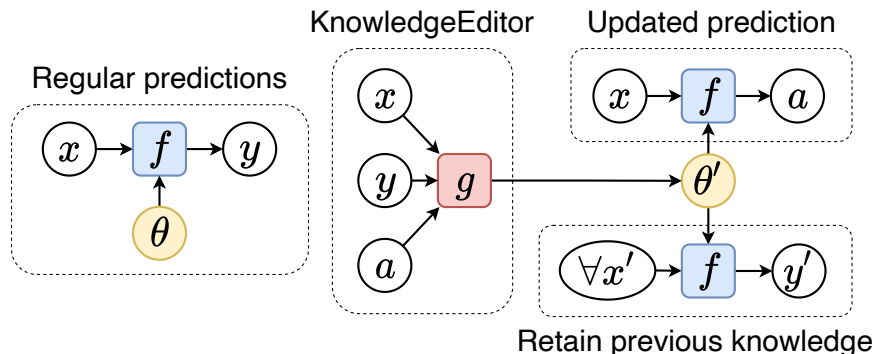 Regular predictions
x
f
y
θ
KnowledgeEditor
x
y
a
g
Updated prediction
x
f
a
θ′
∀x′
f
y′
Retain previous knowledge